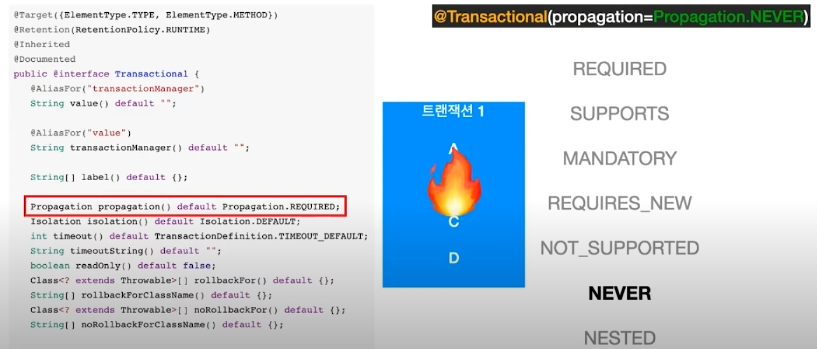 @Target({ElementType.TYPE, ElementType.METHOD})
@Retention(RetentionPolicy.RUNTIME)
@Inherited
@Documented
public @interface Transactional {
@AliasFor("transactionManager")
String value() default "";
@AliasFor("value")
String transactionManager() default "";
String[] label() default {};
Propagation propagation() default Propagation.REQUIRED;
Isolation isolation() default Isolation.DEFAULT;
int timeout() default TransactionDefinition.TIMEOUT_DEFAULT;
String timeoutString() default "";
boolean readOnly() default false;
Class<? extends Throwable>[] rollbackFor() default {};
String[] rollbackForClassName() default {};
Class<? extends Throwable>[] noRollbackFor() default {};
String[] noRollbackForClassName() default {};
트랜잭션 1
A
C
D
@Transactional(propagation=Propagation.NEVER)
REQUIRED
SUPPORTS
MANDATORY
REQUIRES_NEW
NOT_SUPPORTED
NEVER
NESTED